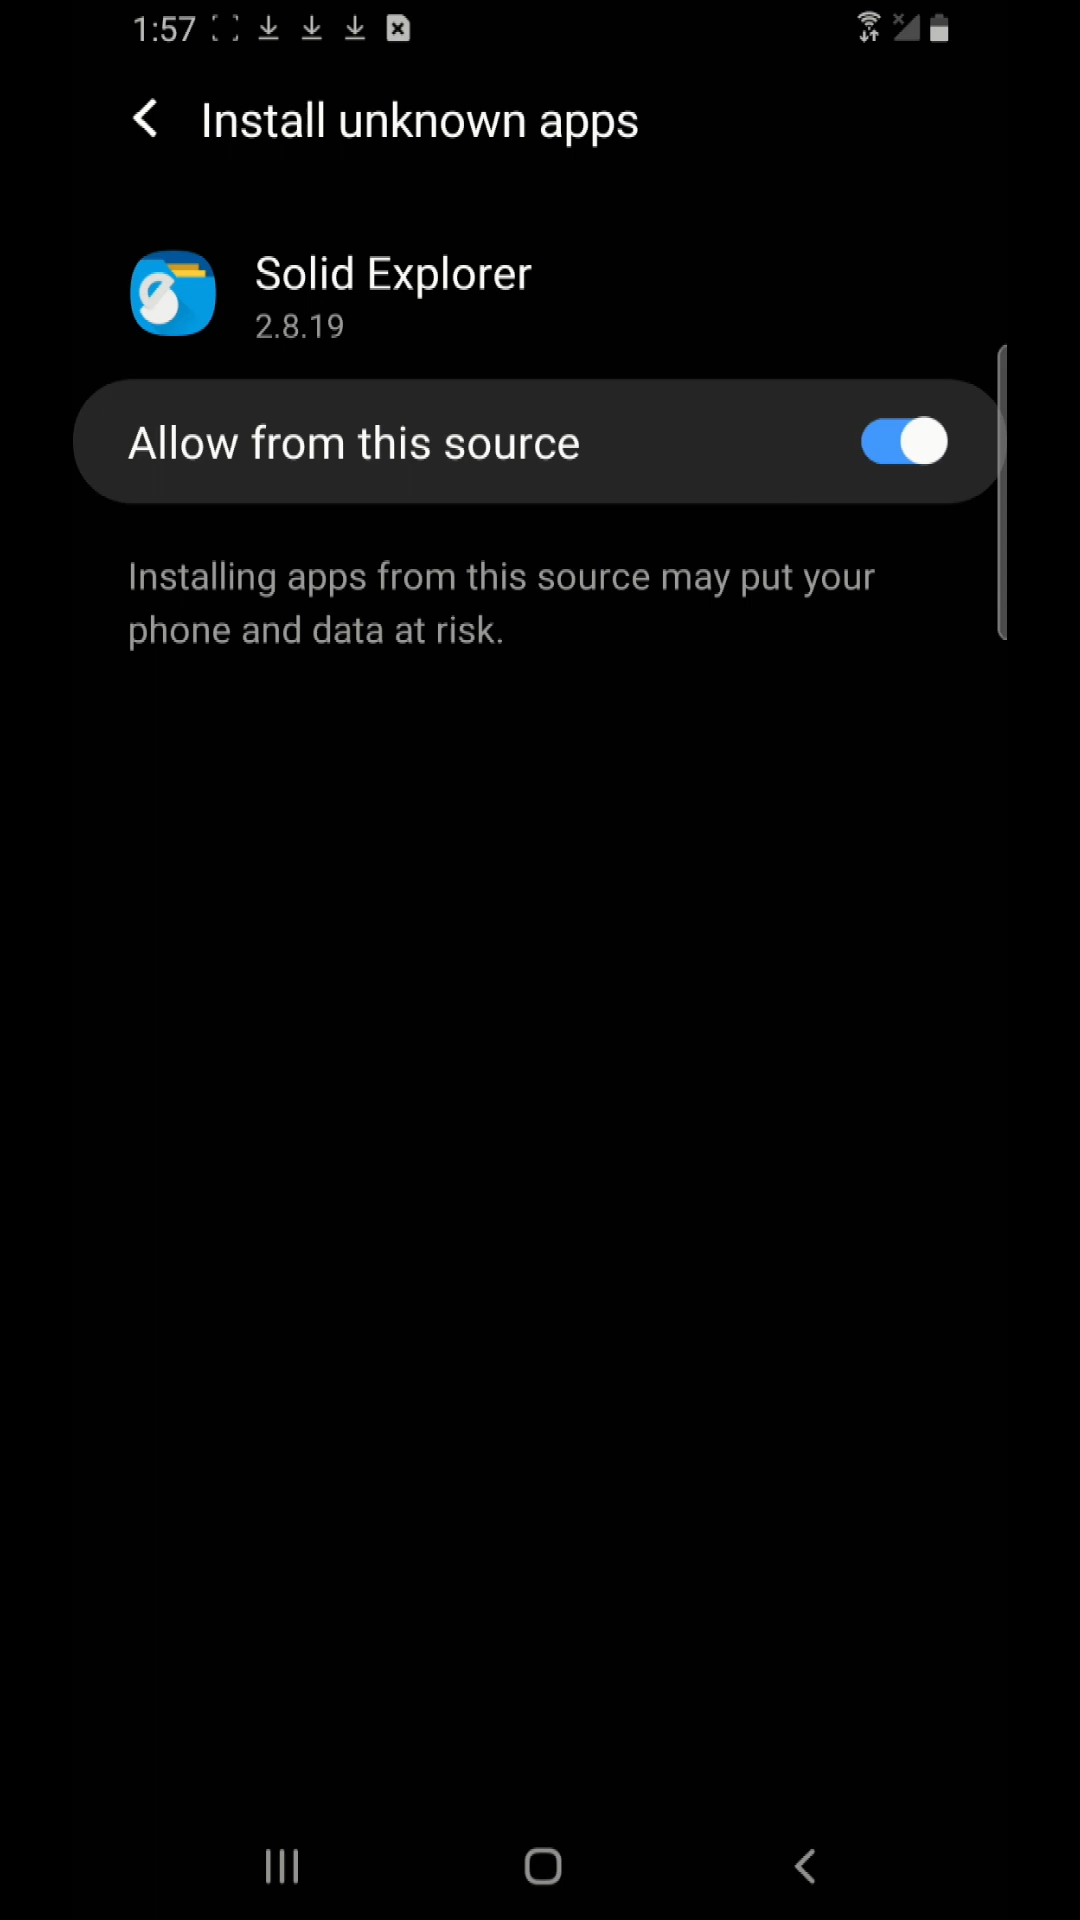 1:57
Install unknown apps
Solid Explorer
2.8.19
Allow from this source
Installing apps from this source may put your
phone and data at risk.